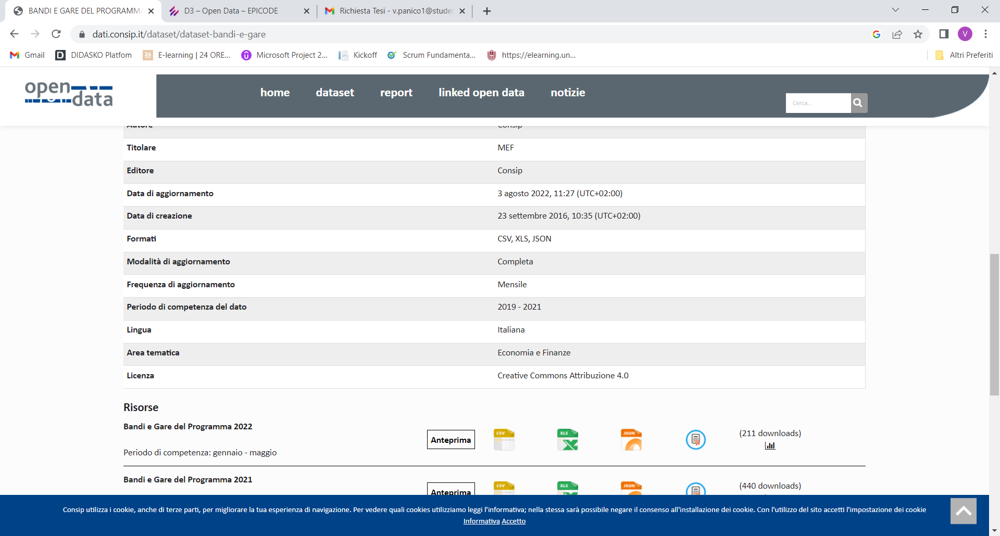 BANDI E GARE DEL PROGRAMMA
D3 – Open Data – EPICODE
Richiesta Tesi - v.panico1@stude
dati.consip.it/dataset/dataset-bandi-e-gare
V
Gmail
DIDASKO Platfom
E-learning | 24 ORE...
Microsoft Project 2...
Kickoff
Scrum Fundamenta...
https://elearning.un...
Altri Preferiti
open data
home
dataset
report
linked open data
notizie
Cerca...
Autore Consip
Titolare MEF
Editore Consip
Data di aggiornamento 3 agosto 2022, 11:27 (UTC+02:00)
Data di creazione 23 settembre 2016, 10:35 (UTC+02:00)
Formati CSV, XLS, JSON
Modalità di aggiornamento Completa
Frequenza di aggiornamento Mensile
Periodo di competenza del dato 2019 - 2021
Lingua Italiana
Area tematica Economia e Finanze
Licenza Creative Commons Attribuzione 4.0
Risorse
Bandi e Gare del Programma 2022
Periodo di competenza: gennaio - maggio
Anteprima
CSV
XLS
JSON
(211 downloads)
Bandi e Gare del Programma 2021
Anteprima
CSV
XLS
JSON
(440 downloads)
Consip utilizza i cookie, anche di terze parti, per migliorare la tua esperienza di navigazione. Per vedere quali cookies utilizziamo leggi l'informativa; nella stessa sarà possibile negare il consenso all'installazione dei cookie. Con l'utilizzo del sito accetti l'impostazione dei cookie
Informativa Accetto